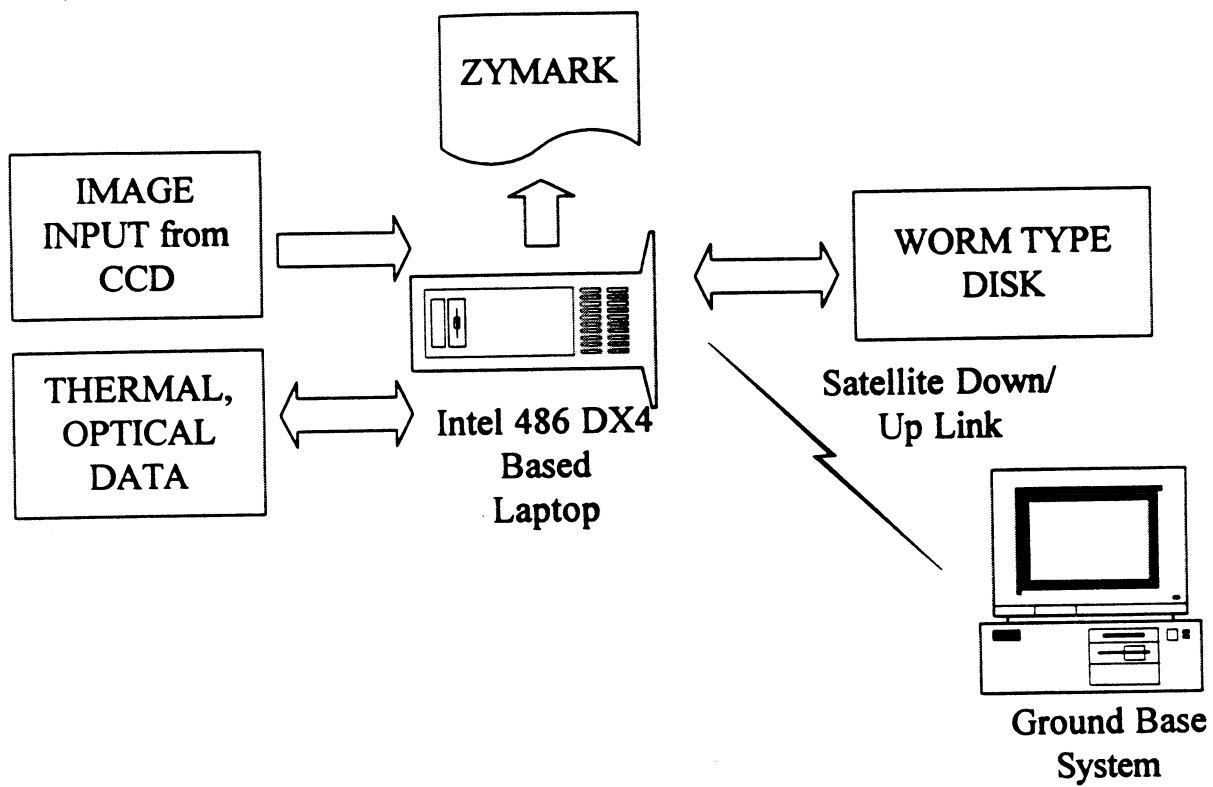 ZYMARK
IMAGE
INPUT from
CCD
WORM TYPE
DISK
THERMAL,
OPTICAL
DATA
Intel 486 DX4
Based
Laptop
Satellite Down/
Up Link
Ground Base
System